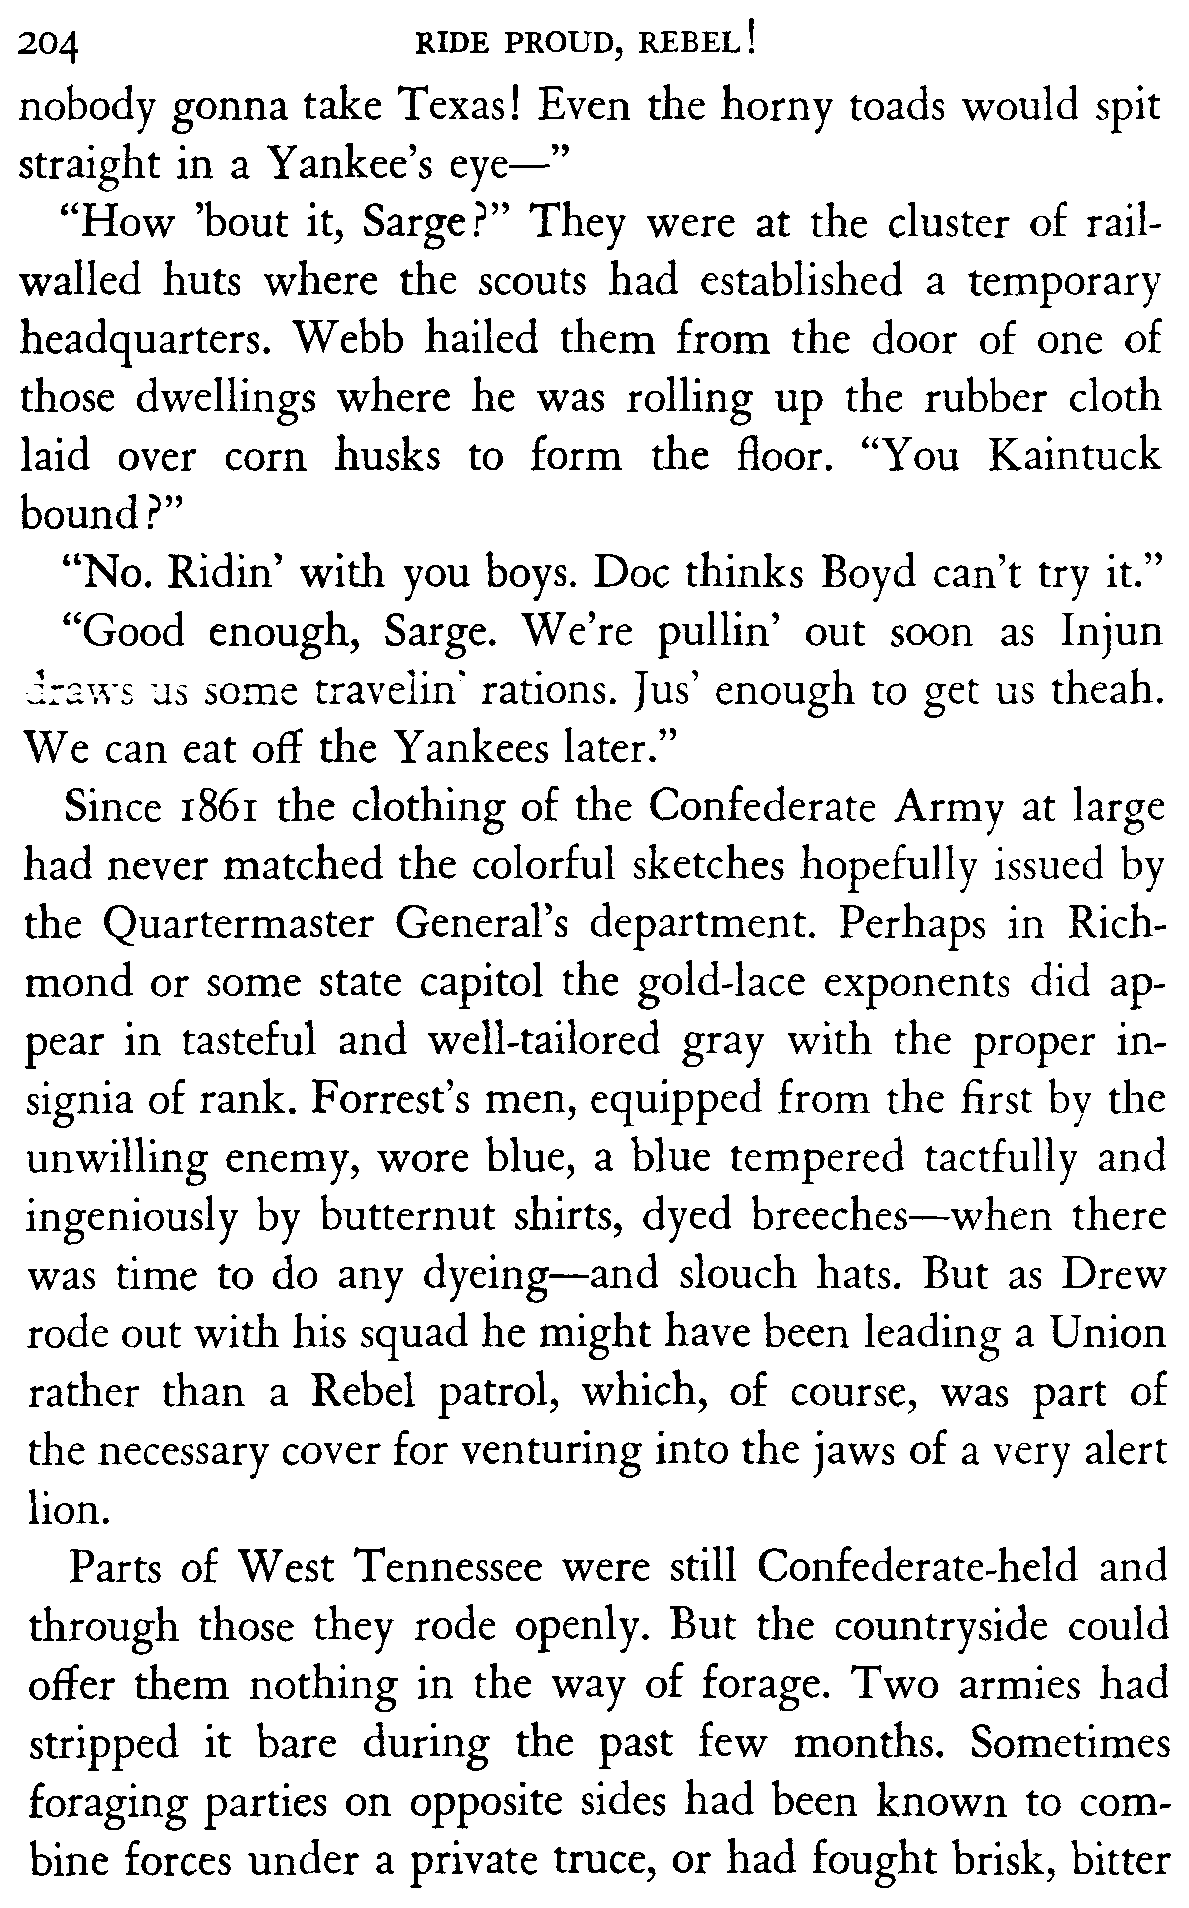 204 RIDE PROUD, REBEL!
nobody gonna take Texas! Even the horny toads would spit
straight in a Yankee's eye—”
“How ’bout it, Sarge?” They were at the cluster of rail-
walled huts where the scouts had established a temporary
headquarters. Webb hailed them from the door of one of
those dwellings where he was rolling up the rubber cloth
laid over corn husks to form the floor. “You Kaintuck
bound?”
“No. Ridin’ with you boys. Doc thinks Boyd can’t try it.”
“Good enough, Sarge. We’re pullin’ out soon as Injun
draws us some travelin’ rations. Jus’ enough to get us theah.
We can eat off the Yankees later.”
Since 1861 the clothing of the Confederate Army at large
had never matched the colorful sketches hopefully issued by
the Quartermaster General’s department. Perhaps in Rich-
mond or some state capitol the gold-lace exponents did ap-
pear in tasteful and well-tailored gray with the proper in-
signia of rank. Forrest’s men, equipped from the first by the
unwilling enemy, wore blue, a blue tempered tactfully and
ingeniously by butternut shirts, dyed breeches—when there
was time to do any dyeing—and slouch hats. But as Drew
rode out with his squad he might have been leading a Union
rather than a Rebel patrol, which, of course, was part of
the necessary cover for venturing into the jaws of a very alert
lion.
Parts of West Tennessee were still Confederate-held and
through those they rode openly. But the countryside could
offer them nothing in the way of forage. Two armies had
stripped it bare during the past few months. Sometimes
foraging parties on opposite sides had been known to com-
bine forces under a private truce, or had fought brisk, bitter